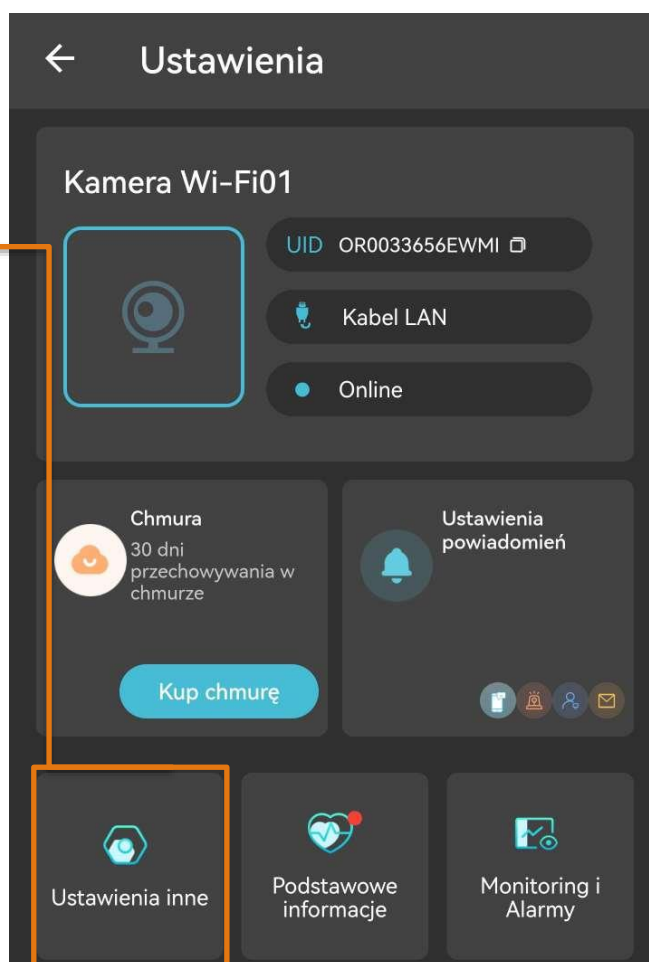 Ustawienia
Kamera Wi-Fi01
UID OR0033656EWMI
Kabel LAN
Online
Chmura
30 dni
przechowywania w
chmurze
Kup chmurę
Ustawienia
powiadomień
Ustawienia inne
Podstawowe
informacje
Monitoring i
Alarmy